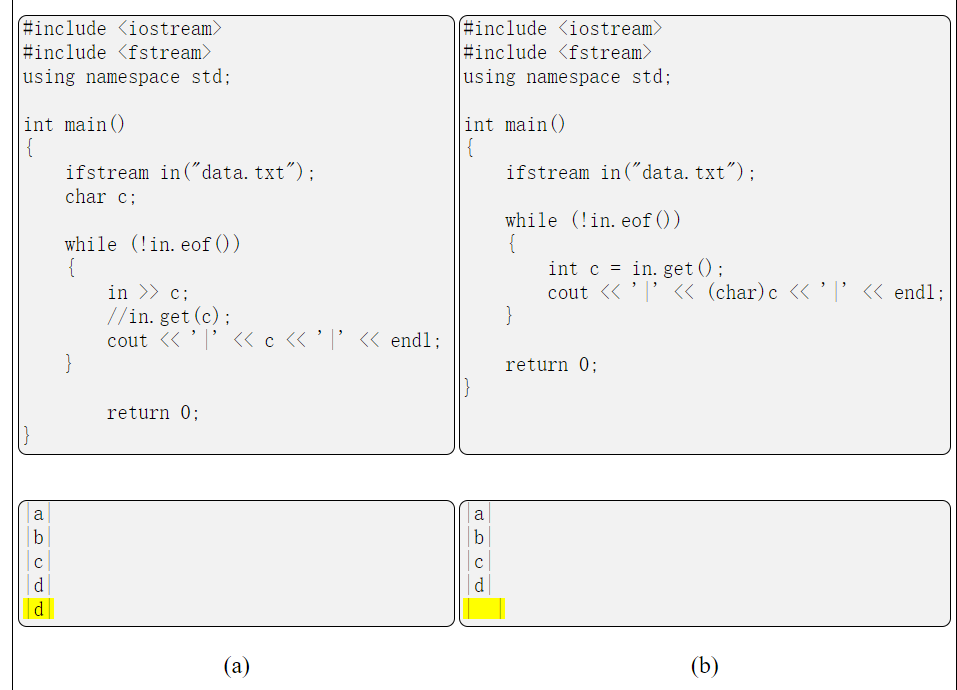 #include <iostream>
#include <fstream>
using namespace std;

int main()
{
    ifstream in("data.txt");
    char c;

    while (!in.eof())
    {
        in >> c;
        //in.get(c);
        cout << '|' << c << '|' << endl;
    }

        return 0;
}
#include <iostream>
#include <fstream>
using namespace std;

int main()
{
    ifstream in("data.txt");

    while (!in.eof())
    {
        int c = in.get();
        cout << '|' << (char)c << '|' << endl;
    }

    return 0;
}
|a|
|b|
|c|
|d|
|d|
|a|
|b|
|c|
|d|
|  |
(a)
(b)